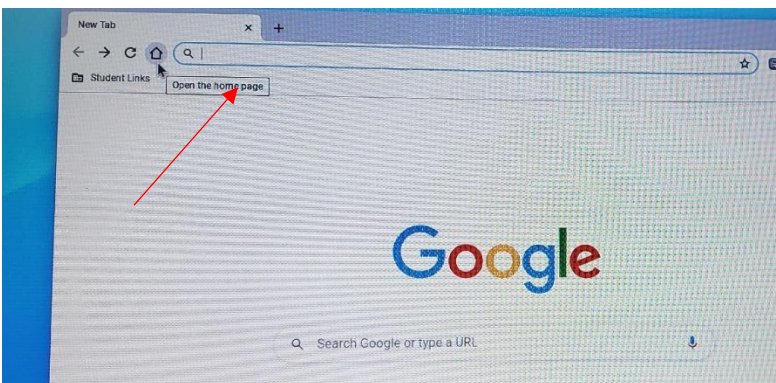 New Tab
Student Links
Open the home page
Google
Search Google or type a URL